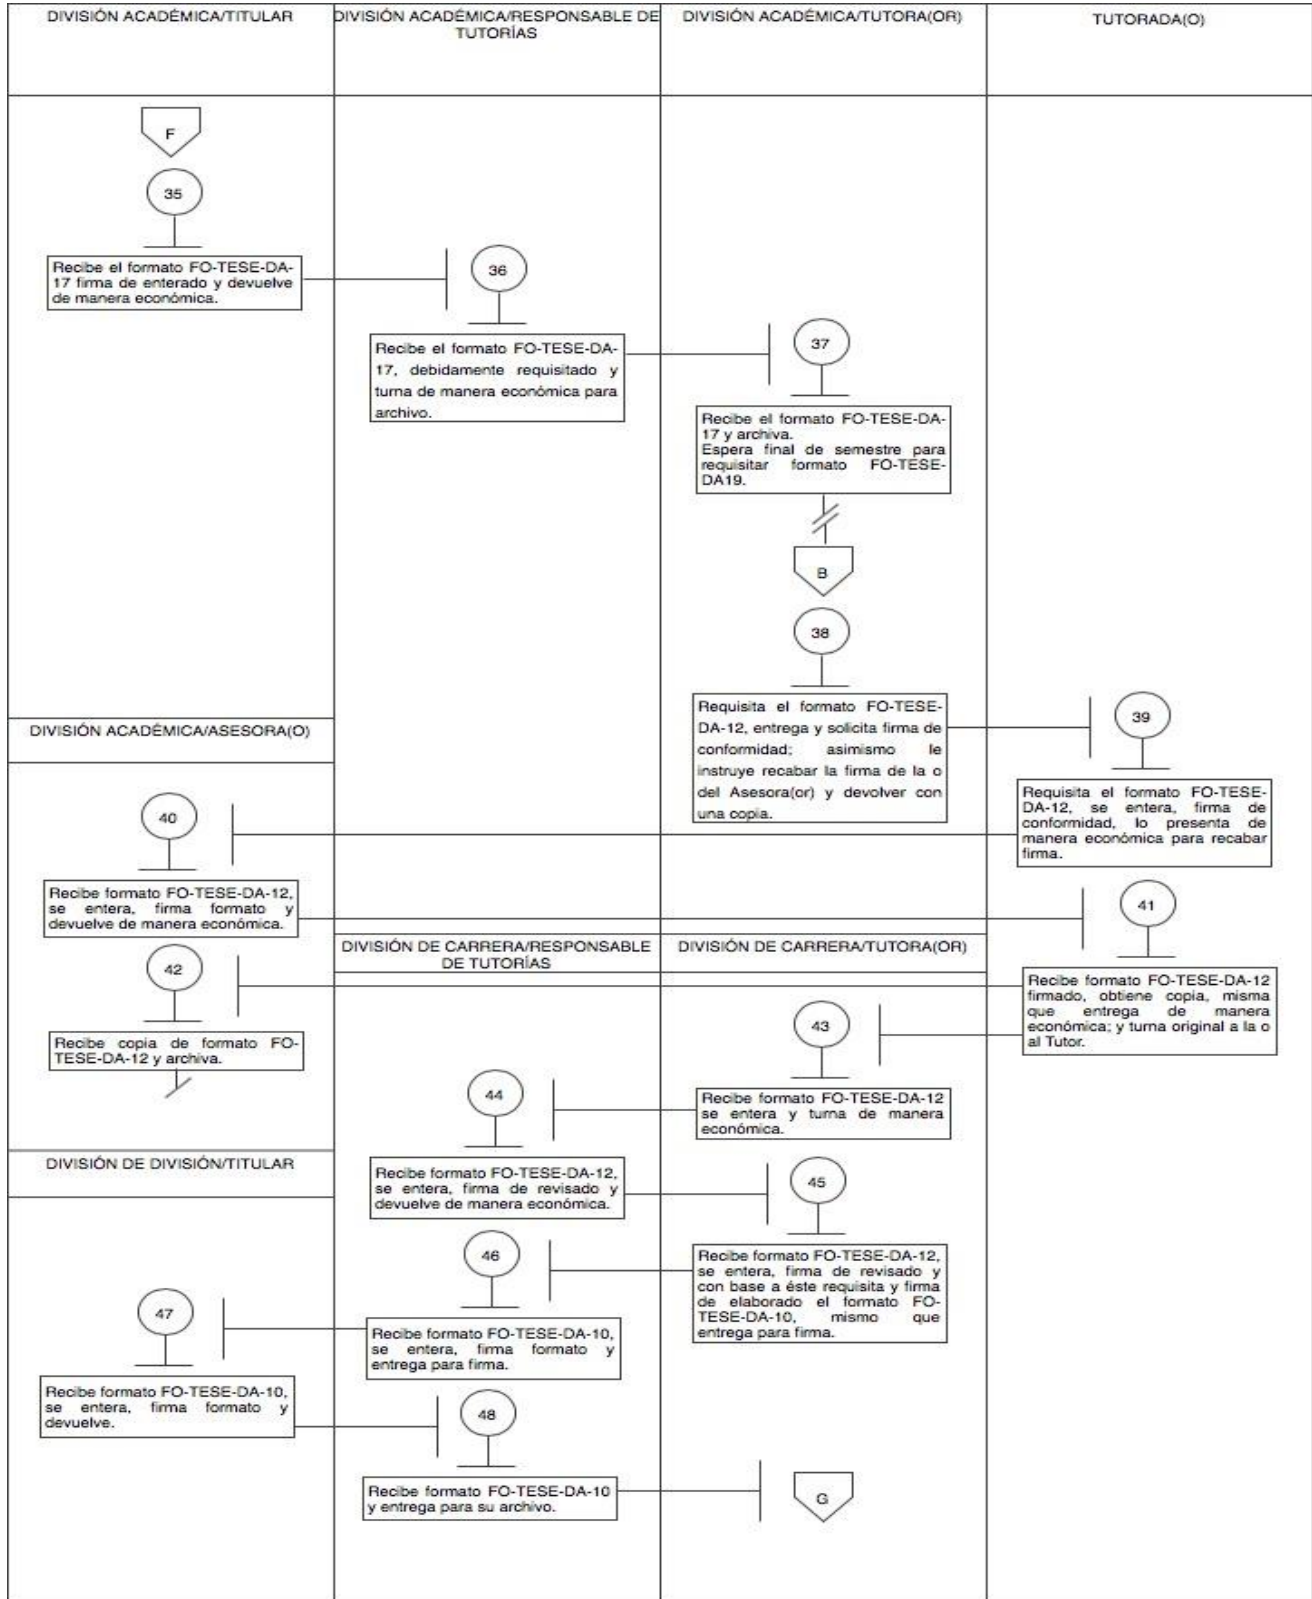 DIVISIÓN ACADÉMICA/TITULAR
DIVISIÓN ACADÉMICA/RESPONSABLE DE
TUTORÍAS
DIVISIÓN ACADÉMICA/TUTORA(OR)
TUTORADA(O)
F
35
Recibe el formato FO-TESE-DA-
17 firma de enterado y devuelve
de manera económica.
36
Recibe el formato FO-TESE-DA-
17, debidamente requisitado y
turna de manera económica para
archivo.
37
Recibe el formato FO-TESE-DA-
17 y archiva.
Espera final de semestre para
requisitar formato FO-TESE-
DA19.
B
38
Requisita el formato FO-TESE-
DA-12, entrega y solicita firma de
conformidad; asimismo le
instruye recabar la firma de la o
del Asesora(or) y devolver con
una copia.
39
Requisita el formato FO-TESE-
DA-12, se entera, firma de
conformidad, lo presenta de
manera económica para recabar
firma.
DIVISIÓN ACADÉMICA/ASESORA(O)
40
Recibe formato FO-TESE-DA-12,
se entera, firma formato y
devuelve de manera económica.
41
Recibe formato FO-TESE-DA-12
firmado, obtiene copia, misma
que entrega de manera
económica; y turna original a la o
al Tutor.
42
Recibe copia de formato FO-
TESE-DA-12 y archiva.
DIVISIÓN DE CARRERA/RESPONSABLE
DE TUTORÍAS
DIVISIÓN DE CARRERA/TUTORA(OR)
43
Recibe formato FO-TESE-DA-12
se entera y turna de manera
económica.
44
Recibe formato FO-TESE-DA-12,
se entera, firma de revisado y
devuelve de manera económica.
45
Recibe formato FO-TESE-DA-12,
se entera, firma de revisado y
con base a éste requisita y firma
de elaborado el formato FO-
TESE-DA-10, mismo que
entrega para firma.
46
Recibe formato FO-TESE-DA-10,
se entera, firma formato y
entrega para firma.
DIVISIÓN DE DIVISIÓN/TITULAR
47
Recibe formato FO-TESE-DA-10,
se entera, firma formato y
devuelve.
48
Recibe formato FO-TESE-DA-10
y entrega para su archivo.
G